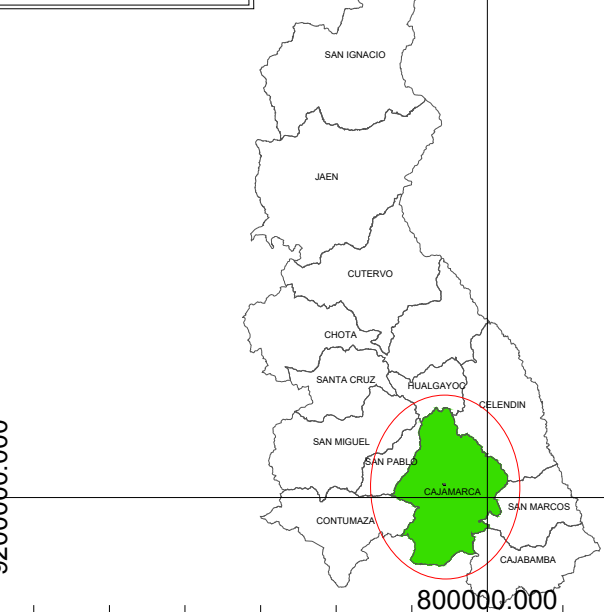 SAN IGNACIO
JAEN
CUTERVO
CHOTA
SANTA CRUZ
HUALGAYOC
CELENDIN
SAN MIGUEL
SAN PABLO
CAJAMARCA
SAN MARCOS
CONTUMAZA
CAJABAMBA
800000.000